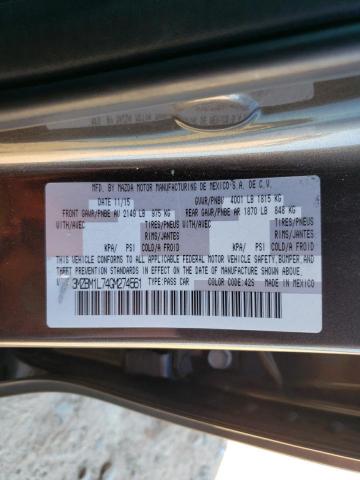 MFD. BY MAZDA MOTOR MANUFACTURING DE MEXICO S.A. DE C.V.
DATE 11/15 GVWR/PNBV 4001 LB 1815 KG
FRONT GAWR/PNBE AV 2149 LB 975 KG REAR GAWR/PNBE AR 1870 LB 848 KG
WITH/AVEC TIRES/PNEUS WITH/AVEC TIRES/PNEUS
RIMS/JANTES RIMS/JANTES
KPA/ PSI COLD/A FROID KPA/ PSI COLD/A FROID
THIS VEHICLE CONFORMS TO ALL APPLICABLE FEDERAL MOTOR VEHICLE SAFETY, BUMPER, AND
THEFT PREVENTION STANDARDS IN EFFECT ON THE DATE OF MANUFACTURE SHOWN ABOVE.
3MZBM1L74GM274561 TYPE:PASS CAR COLOR CODE:42S MADE IN MEXICO